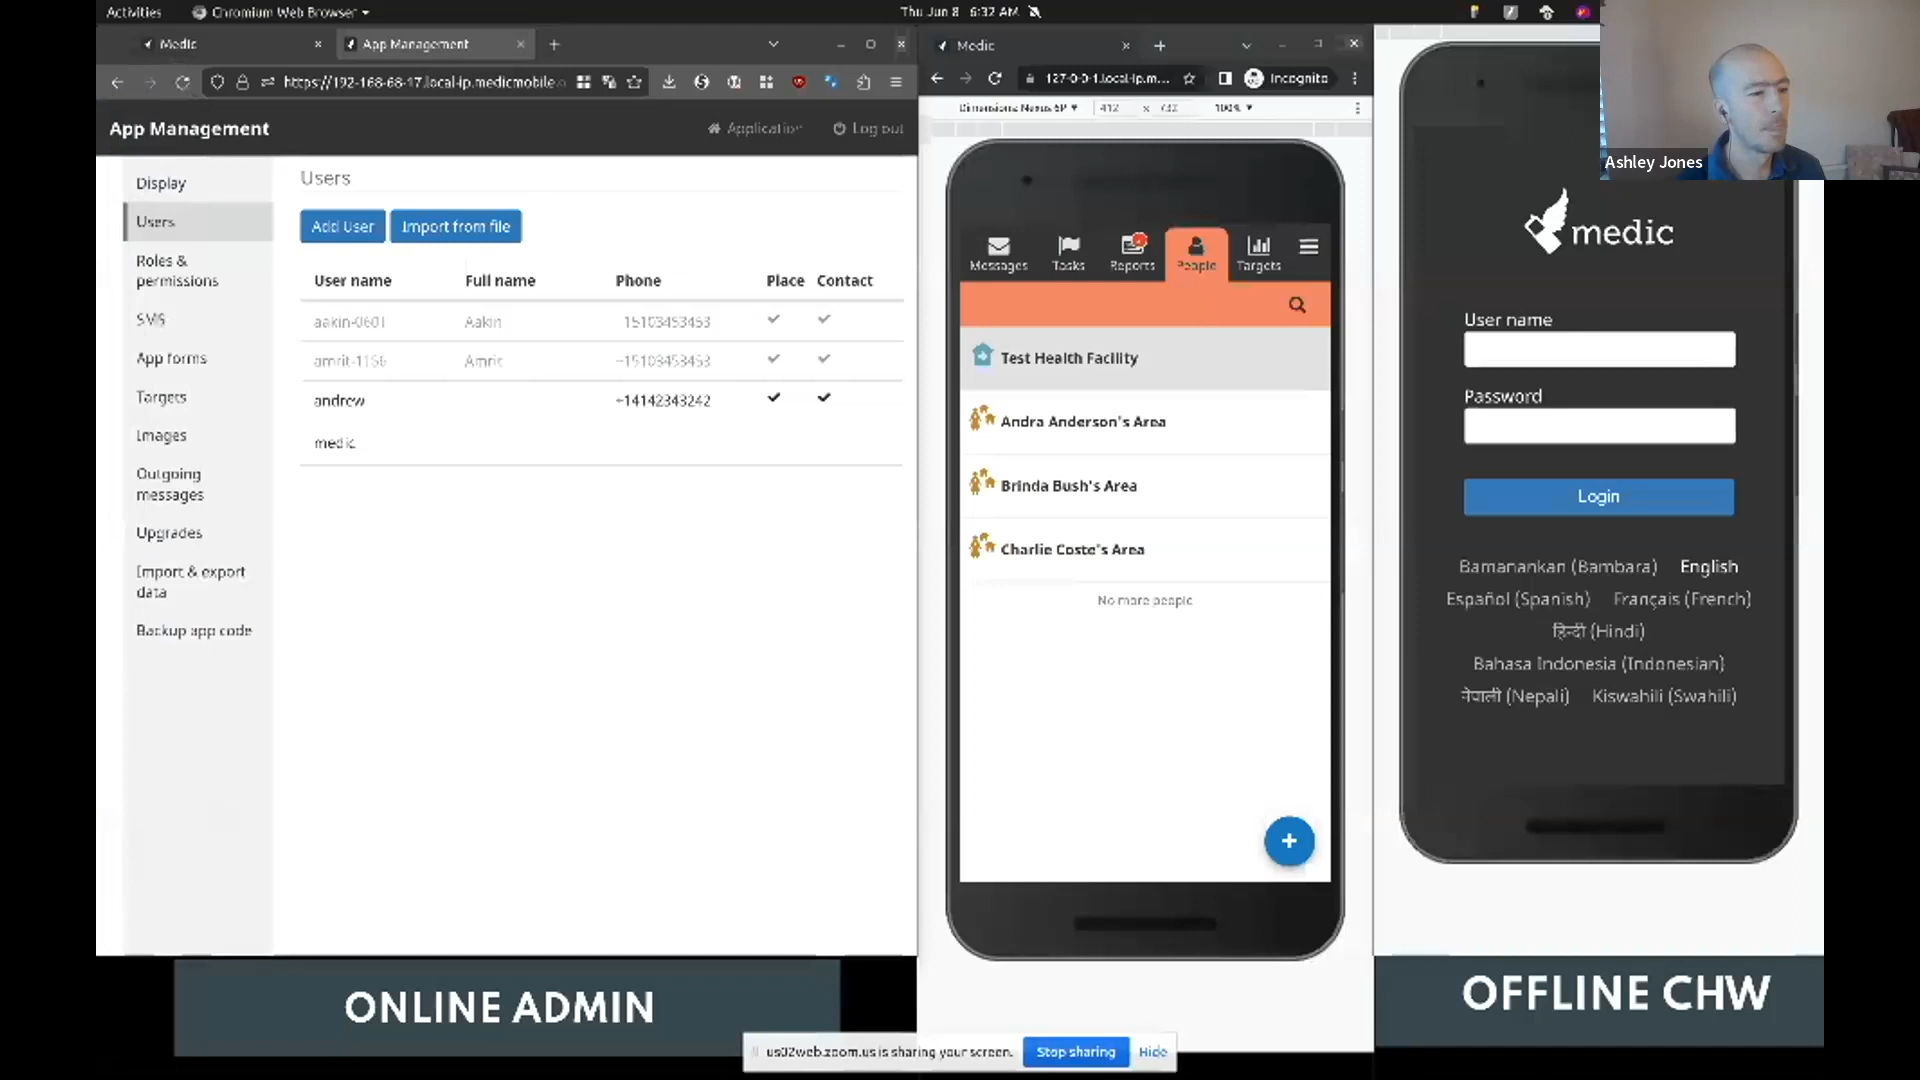 Activities Chromium Web Browser Thu Jun 8 6:32 AM
Medic × App Management × +
https://192-168-68-17.local-ip.medicmobile.
App Management Application Log out
Display
Users
Roles & permissions
SMS
App forms
Targets
Images
Outgoing messages
Upgrades
Import & export data
Backup app code
Users
Add User Import from file
User name Full name Phone Place Contact
aakin-0601 Aakin
Amrit
andrew +14142343242
medic
ONLINE ADMIN
Medic × +
127-0-0-1.local-ip.m... Incognito
Dimensions: Nexus 6P 412 x 732 100%
Messages Tasks Reports People Targets
Test Health Facility
Andra Anderson's Area
Brinda Bush's Area
Charlie Coste's Area
No more people
+
us02web.zoom.us is sharing your screen. Stop sharing Hide
Ashley Jones
medic
User name
Password
Login
Bamanankan (Bambara) English
Español (Spanish) Français (French)
हिन्दी (Hindi)
Bahasa Indonesia (Indonesian)
नेपाली (Nepali) Kiswahili (Swahili)
OFFLINE CHW